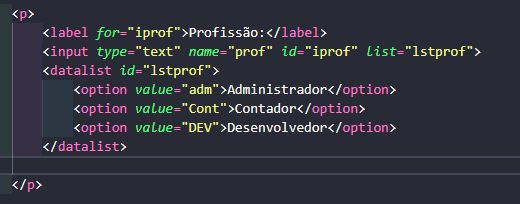 <p>
<label for="iprof">Profissão:</label>
<input type="text" name="prof" id="iprof" list="lstprof">
<datalist id="lstprof">
<option value="adm">Administrador</option>
<option value="Cont">Contador</option>
<option value="DEV">Desenvolvedor</option>
</datalist>
</p>